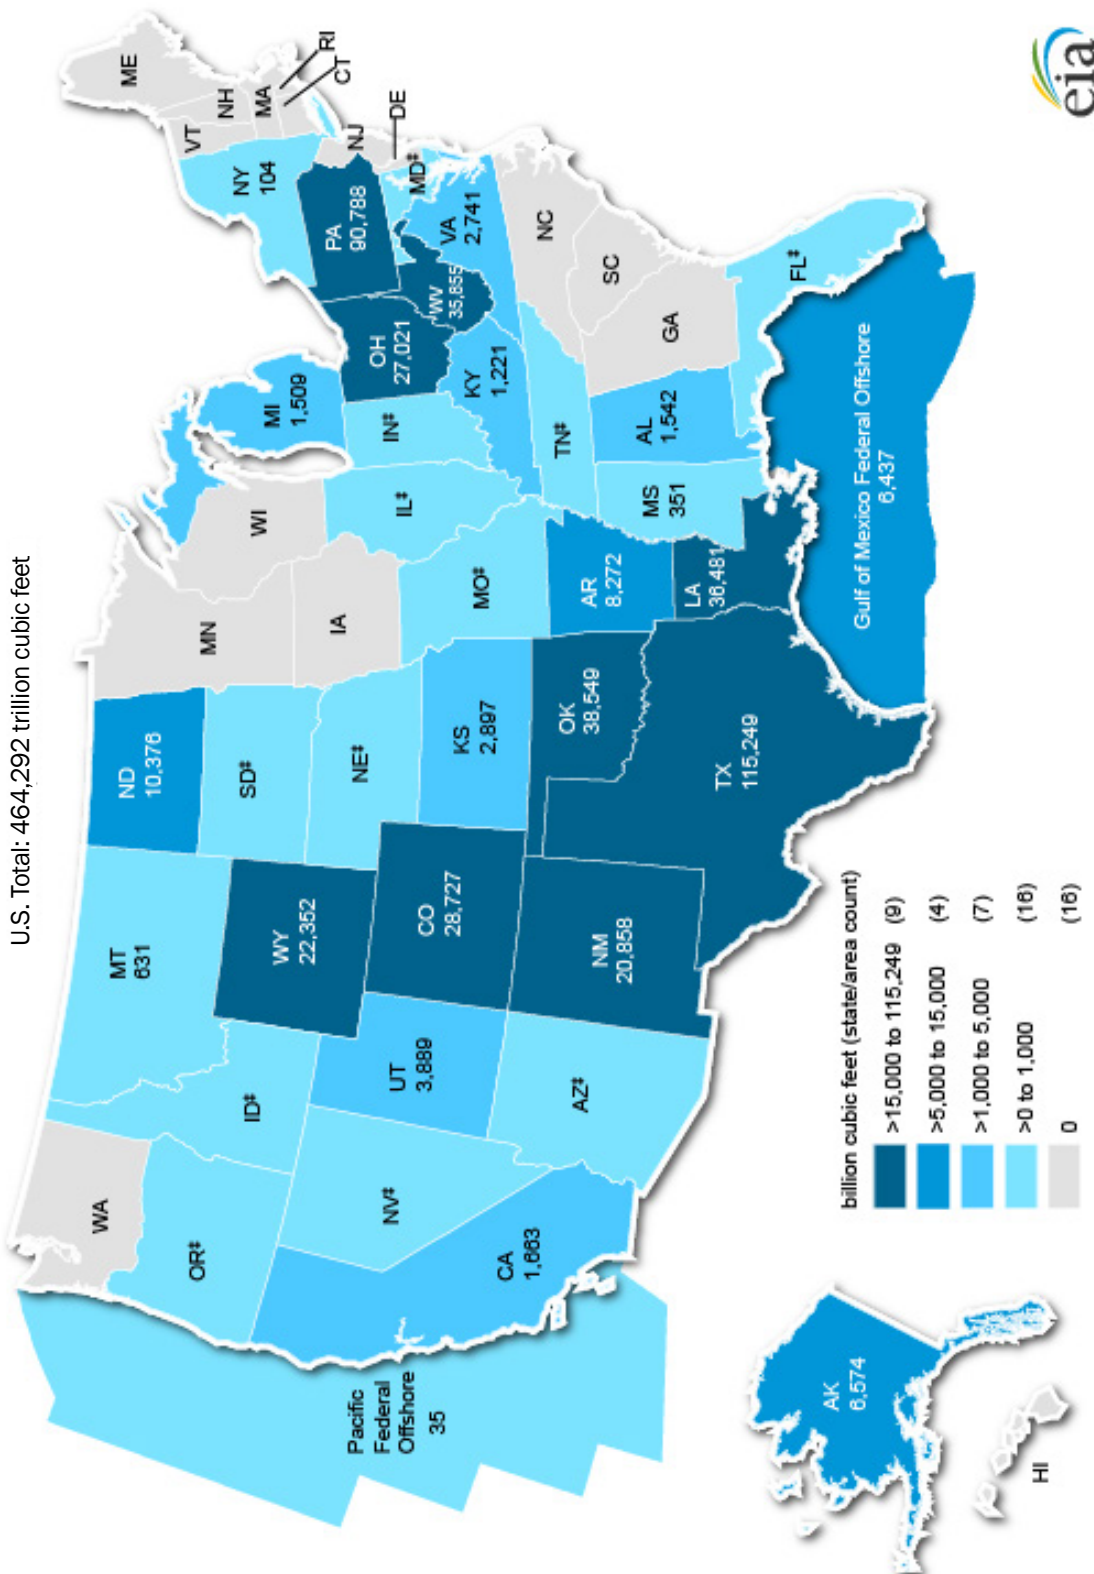 U.S. Total: 464,292 trillion cubic feet
WA
OR‡
CA
1,663
NV‡
ID‡
MT
631
WY
22,352
UT
3,889
AZ‡
CO
28,727
NM
20,858
ND
10,376
SD‡
NE‡
KS
2,897
OK
38,549
TX
115,249
MN
IA
MO‡
AR
8,272
LA
36,481
WI
IL‡
MI
1,509
IN‡
OH
27,021
KY
1,221
TN‡
MS
351
AL
1,542
GA
FL‡
SC
NC
VA
2,741
WV
35,855
MD‡
DE
PA
90,788
NJ
NY
104
VT
NH
ME
MA
RI
CT
Pacific
Federal
Offshore
35
Gulf of Mexico Federal Offshore
6,437
AK
6,574
HI
billion cubic feet (state/area count)
>15,000 to 115,249 (9)
>5,000 to 15,000 (4)
>1,000 to 5,000 (7)
>0 to 1,000 (16)
0 (16)
eia